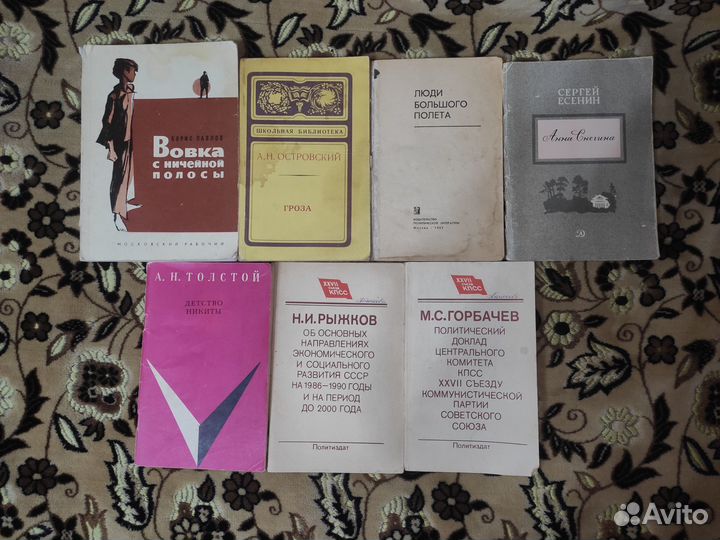 БОРИС ПАВЛОВ
ВОВКА
С НИЧЕЙНОЙ
ПОЛОСЫ
МОСКОВСКИЙ РАБОЧИЙ
ШКОЛЬНАЯ БИБЛИОТЕКА
А.Н. ОСТРОВСКИЙ
ГРОЗА
ЛЮДИ
БОЛЬШОГО
ПОЛЕТА
ИЗДАТЕЛЬСТВО
ПОЛИТИЧЕСКОЙ ЛИТЕРАТУРЫ
СЕРГЕЙ
ЕСЕНИН
Анна Снегина
А. Н. ТОЛСТОЙ
ДЕТСТВО
НИКИТЫ
XXVII
КПСС
Н.И. РЫЖКОВ
ОБ ОСНОВНЫХ
НАПРАВЛЕНИЯХ
ЭКОНОМИЧЕСКОГО
И СОЦИАЛЬНОГО
РАЗВИТИЯ СССР
НА 1986–1990 ГОДЫ
И НА ПЕРИОД
ДО 2000 ГОДА
Политиздат
XXVII
КПСС
М.С. ГОРБАЧЕВ
ПОЛИТИЧЕСКИЙ
ДОКЛАД
ЦЕНТРАЛЬНОГО
КОМИТЕТА
КПСС
XXVII СЪЕЗДУ
КОММУНИСТИЧЕСКОЙ
ПАРТИИ
СОВЕТСКОГО
СОЮЗА
Политиздат
Avito